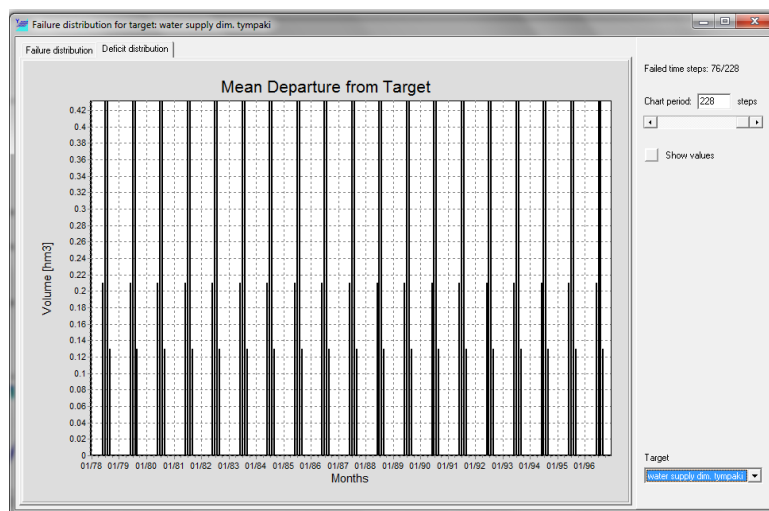 Failure distribution for target: water supply dim. tympaki
Failure distribution
Deficit distribution
Mean Departure from Target
Volume [hm3]
0.42
0.4
0.38
0.36
0.34
0.32
0.3
0.28
0.26
0.24
0.22
0.2
0.18
0.16
0.14
0.12
0.1
0.08
0.06
0.04
0.02
0
01/78 01/79 01/80 01/81 01/82 01/83 01/84 01/85 01/86 01/87 01/88 01/89 01/90 01/91 01/92 01/93 01/94 01/95 01/96
Months
Failed time steps: 76/228
Chart period: 228 steps
Show values
Target
water supply dim. tympaki